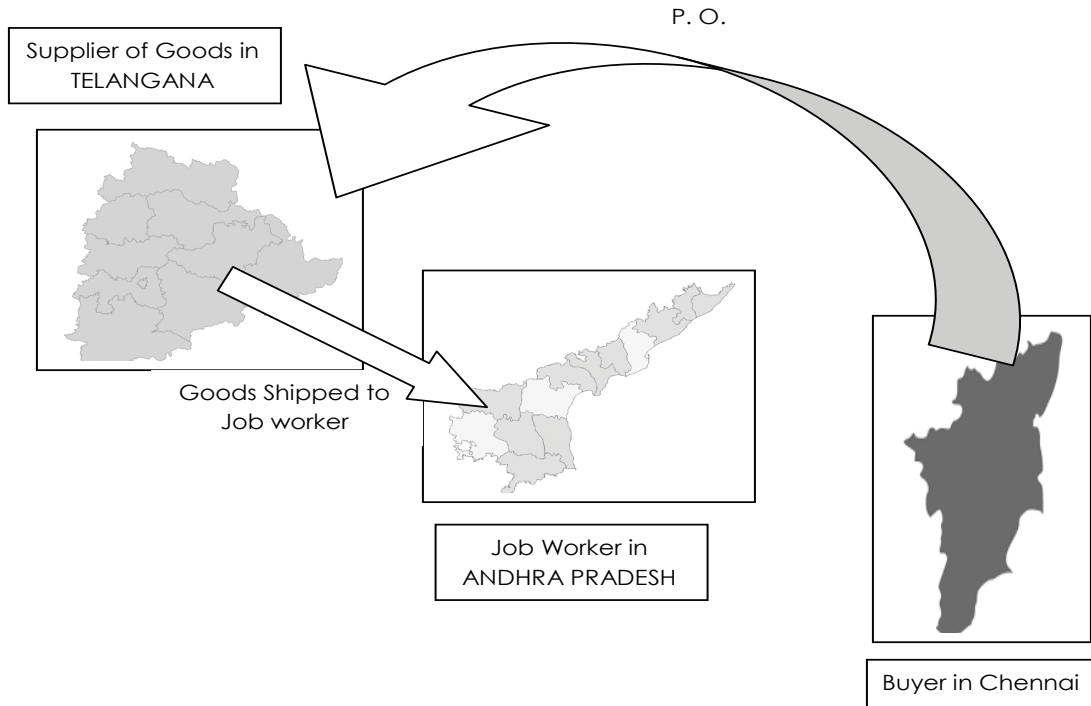 P. O.
Supplier of Goods in
TELANGANA
Goods Shipped to
Job worker
Job Worker in
ANDHRA PRADESH
Buyer in Chennai